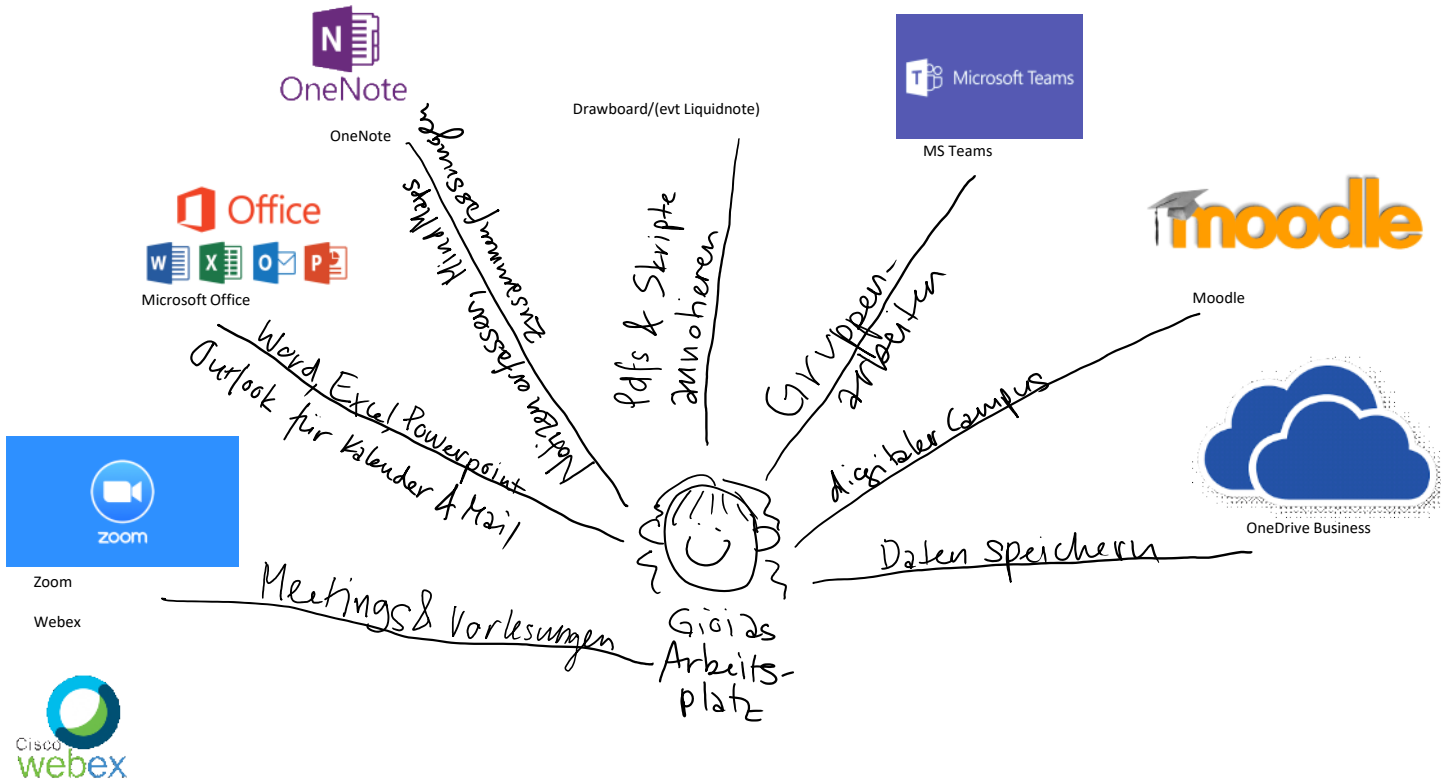 OneNote
OneNote
Drawboard/(evt Liquidnote)
Microsoft Teams
MS Teams
Office
Microsoft Office
moodle
Moodle
OneDrive Business
zoom
Zoom
Webex
Cisco
webex
Meetings & Vorlesungen
Word, Excel, Powerpoint
Outlook für Kalender & Mail
Notizen erfassen, MindMaps
Zusammenfassungen
Pdfs & Skripte
annotieren
Gruppen-
arbeiten
digitaler Campus
Daten speichern
Gioias
Arbeits-
platz